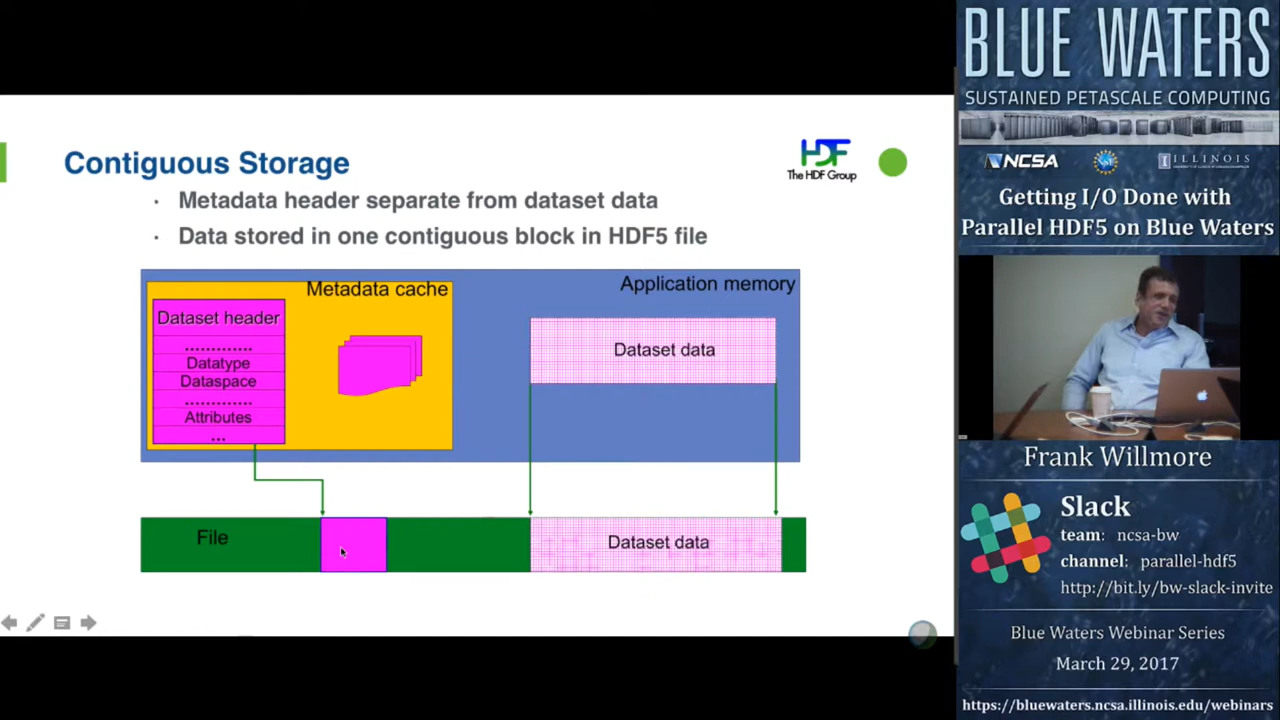 Contiguous Storage
HDF
The HDF Group
· Metadata header separate from dataset data
· Data stored in one contiguous block in HDF5 file
Metadata cache
Application memory
Dataset header
.............
Datatype
Dataspace
.............
Attributes
...
Dataset data
File
Dataset data
BLUE WATERS
SUSTAINED PETASCALE COMPUTING
NCSA
ILLINOIS
Getting I/O Done with
Parallel HDF5 on Blue Waters
Frank Willmore
Slack
team: ncsa-bw
channel: parallel-hdf5
http://bit.ly/bw-slack-invite
Blue Waters Webinar Series
March 29, 2017
https://bluewaters.ncsa.illinois.edu/webinars